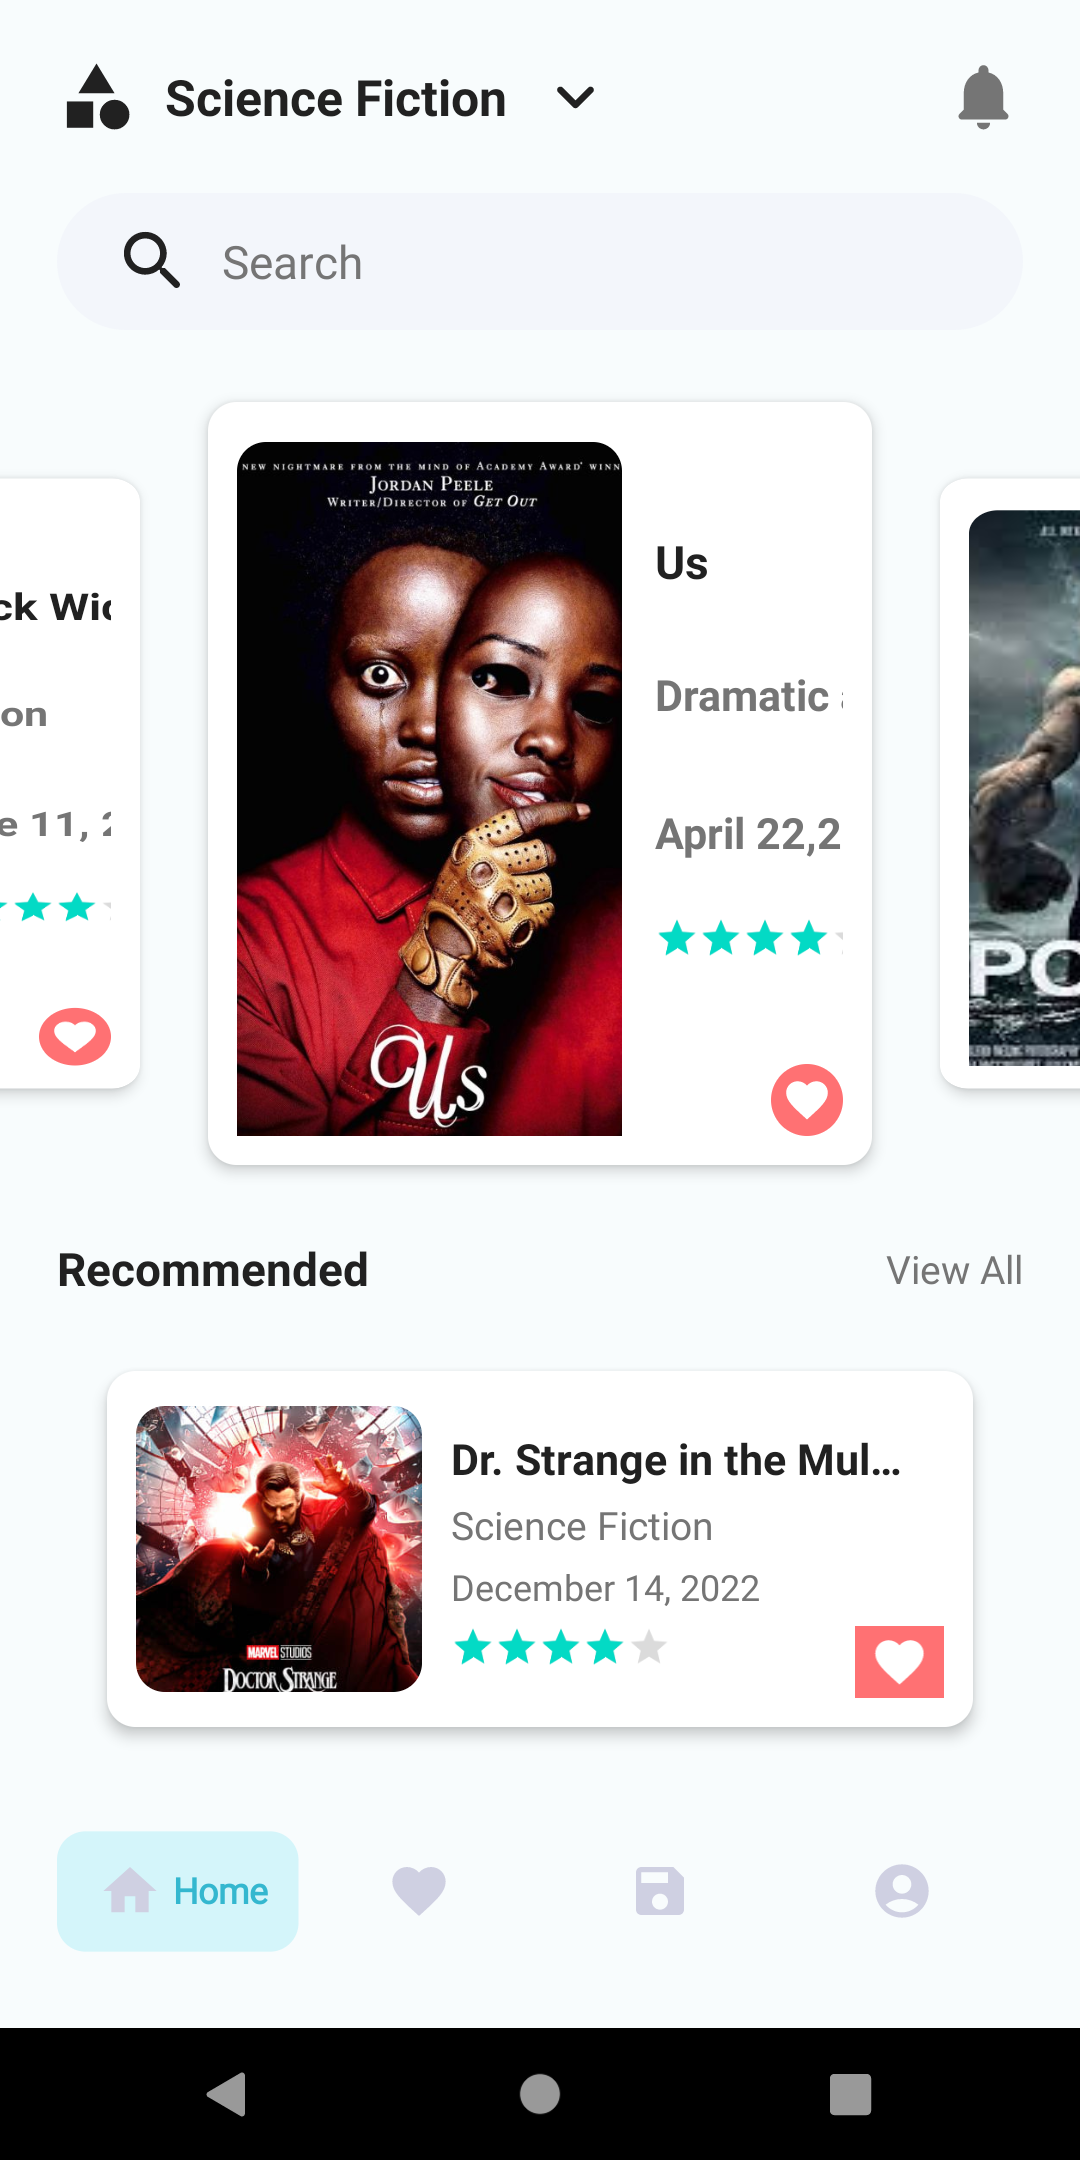 Science Fiction
Search
ck Wic
on
e 11, 2
NEW NIGHTMARE FROM THE MIND OF ACADEMY AWARD® WINN
JORDAN PEELE
WRITER/DIRECTOR OF GET OUT
Us
Us
Dramatic
April 22,2
PO
Recommended
View All
MARVEL STUDIOS
DOCTOR STRANGE
Dr. Strange in the Mul...
Science Fiction
December 14, 2022
Home